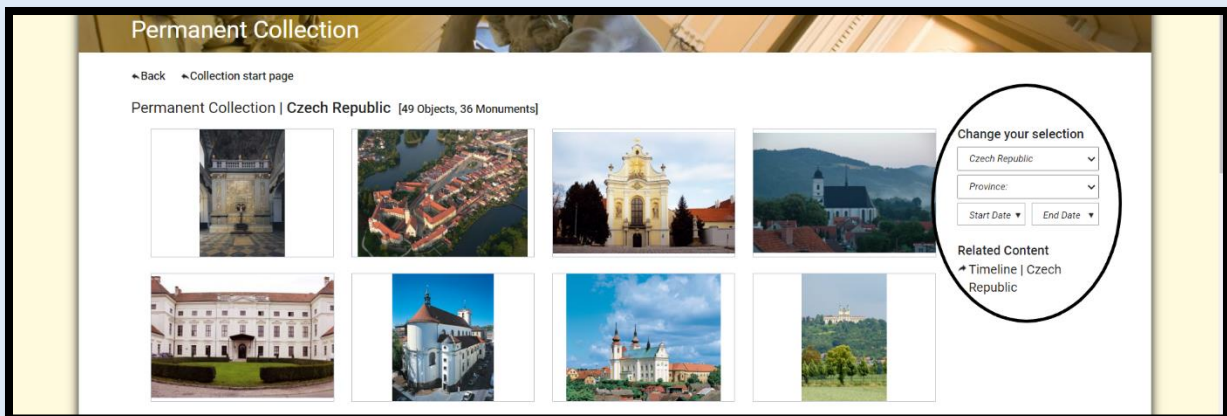 Permanent Collection
Back Collection start page
Permanent Collection | Czech Republic [49 Objects, 36 Monuments]
Change your selection
Czech Republic
Province:
Start Date End Date
Related Content
Timeline | Czech
Republic